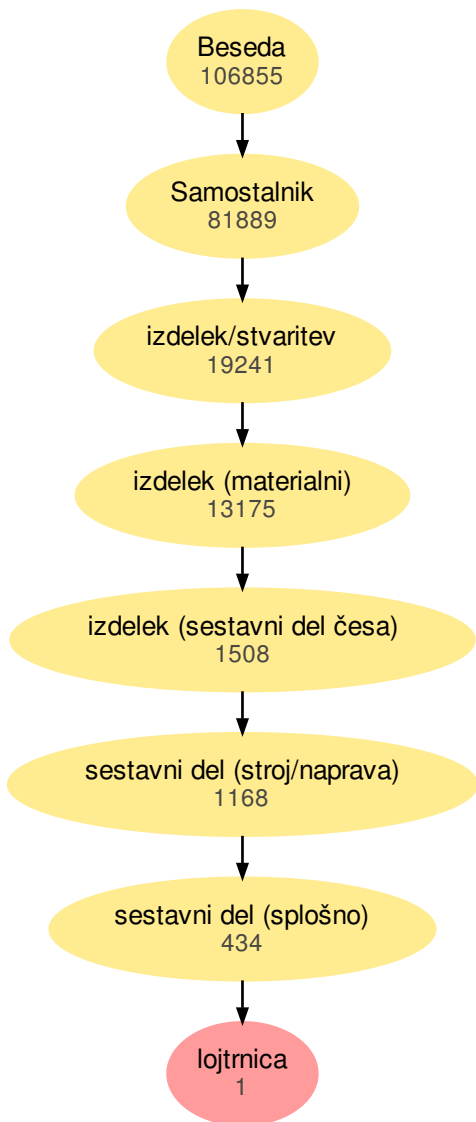 Beseda
106855
Samostalnik
81889
izdelek/stvaritev
19241
izdelek (materialni)
13175
izdelek (sestavni del česa)
1508
sestavni del (stroj/naprava)
1168
sestavni del (splošno)
434
lojtrnica
1